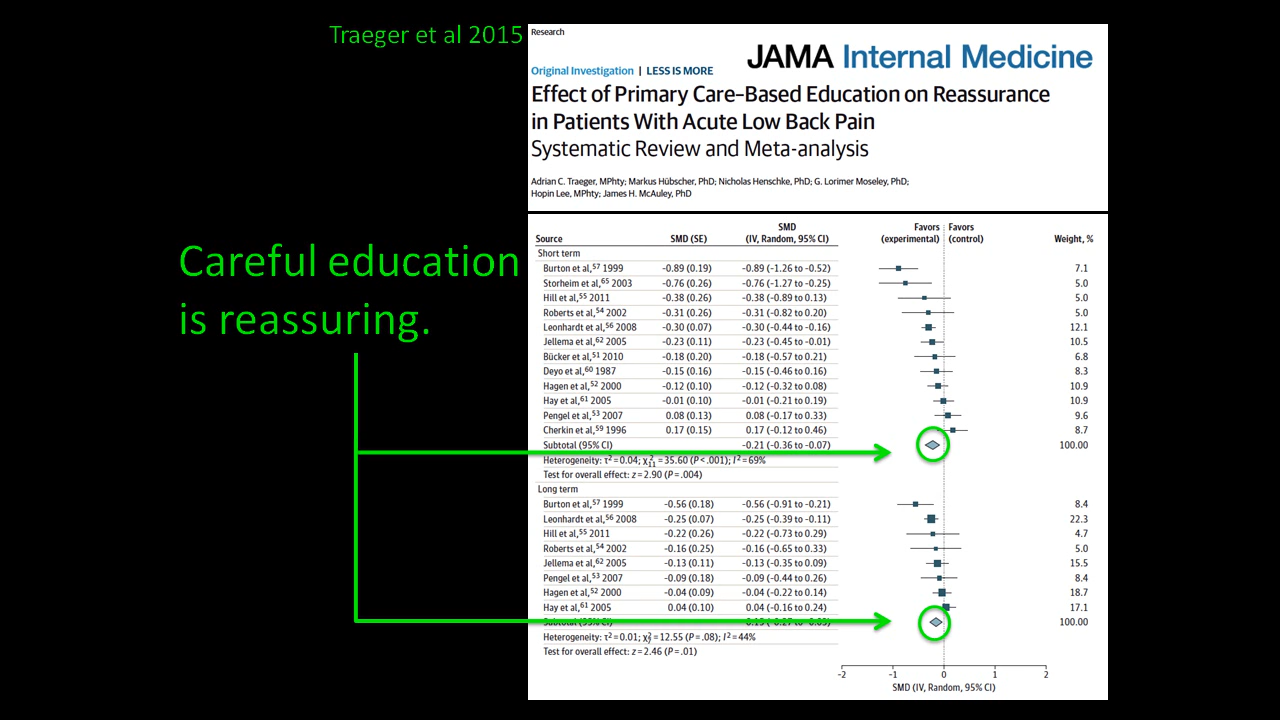 Traeger et al 2015
Research
JAMA Internal Medicine
Original Investigation | LESS IS MORE
Effect of Primary Care–Based Education on Reassurance
in Patients With Acute Low Back Pain
Systematic Review and Meta-analysis
Adrian C. Traeger, MPhty; Markus Hübscher, PhD; Nicholas Henschke, PhD; G. Lorimer Moseley, PhD;
Hopin Lee, MPhty; James H. McAuley, PhD
Careful education
is reassuring.
SMD Favors Favors
Source SMD (SE) (IV, Random, 95% CI) (experimental) (control) Weight, %
Short term
Burton et al,57 1999 –0.89 (0.19) –0.89 (–1.26 to –0.52) 7.1
Storheim et al,65 2003 –0.76 (0.26) –0.76 (–1.27 to –0.25) 5.0
Hill et al,55 2011 –0.38 (0.26) –0.38 (–0.89 to 0.13) 5.0
Roberts et al,54 2002 –0.31 (0.26) –0.31 (–0.82 to 0.20) 5.0
Leonhardt et al,56 2008 –0.30 (0.07) –0.30 (–0.44 to –0.16) 12.1
Jellema et al,62 2005 –0.23 (0.11) –0.23 (–0.45 to –0.01) 10.5
Bücker et al,51 2010 –0.18 (0.20) –0.18 (–0.57 to 0.21) 6.8
Deyo et al,60 1987 –0.15 (0.16) –0.15 (–0.46 to 0.16) 8.3
Hagen et al,52 2000 –0.12 (0.10) –0.12 (–0.32 to 0.08) 10.9
Hay et al,61 2005 –0.01 (0.10) –0.01 (–0.21 to 0.19) 10.9
Pengel et al,53 2007 0.08 (0.13) 0.08 (–0.17 to 0.33) 9.6
Cherkin et al,59 1996 0.17 (0.15) 0.17 (–0.12 to 0.46) 8.7
Subtotal (95% CI) –0.21 (–0.36 to –0.07) 100.00
Heterogeneity: τ2 = 0.04; χ211 = 35.60 (P < .001); I2 = 69%
Test for overall effect: z = 2.90 (P = .004)
Long term
Burton et al,57 1999 –0.56 (0.18) –0.56 (–0.91 to –0.21) 8.4
Leonhardt et al,56 2008 –0.25 (0.07) –0.25 (–0.39 to –0.11) 22.3
Hill et al,55 2011 –0.22 (0.26) –0.22 (–0.73 to 0.29) 4.7
Roberts et al,54 2002 –0.16 (0.25) –0.16 (–0.65 to 0.33) 5.0
Jellema et al,62 2005 –0.13 (0.11) –0.13 (–0.35 to 0.09) 15.5
Pengel et al,53 2007 –0.09 (0.18) –0.09 (–0.44 to 0.26) 8.4
Hagen et al,52 2000 –0.04 (0.09) –0.04 (–0.22 to 0.14) 18.7
Hay et al,61 2005 0.04 (0.10) 0.04 (–0.16 to 0.24) 17.1
Subtotal (95% CI) 100.00
Heterogeneity: τ2 = 0.01; χ27 = 12.55 (P = .08); I2 = 44%
Test for overall effect: z = 2.46 (P = .01)
–2 –1 0 1 2
SMD (IV, Random, 95% CI)